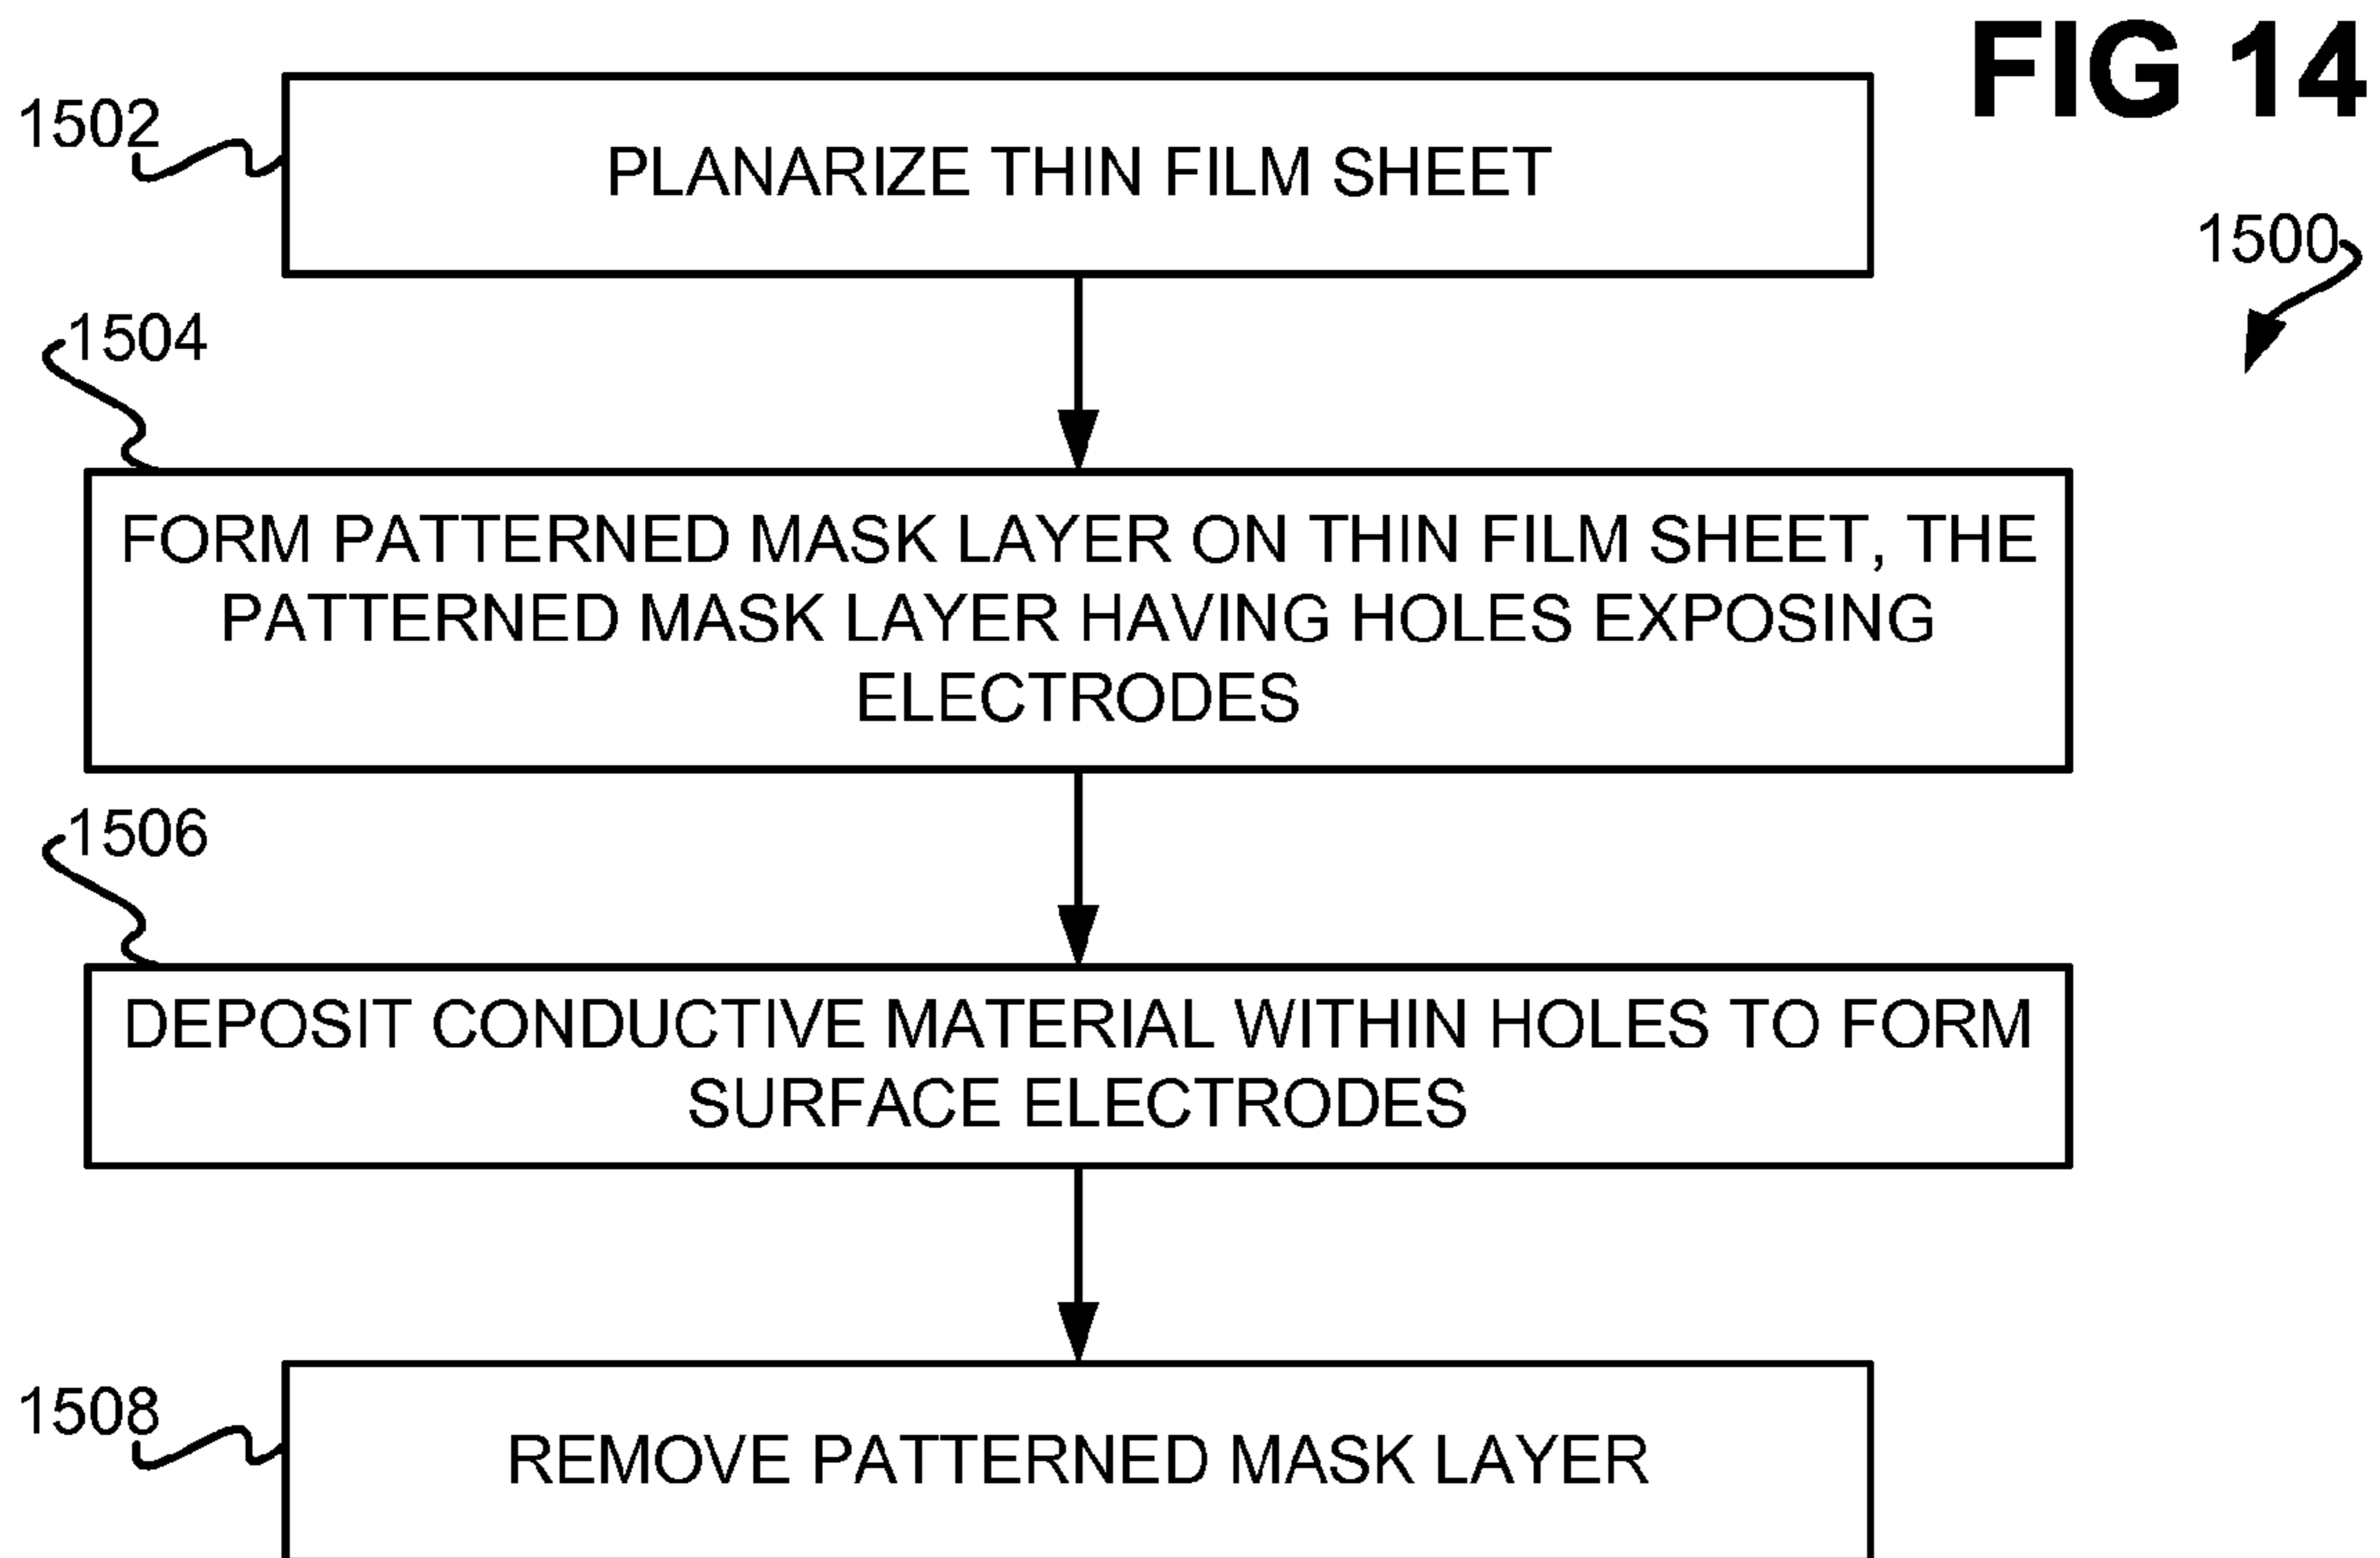 FIG 14
1502
PLANARIZE THIN FILM SHEET
1500
1504
FORM PATTERNED MASK LAYER ON THIN FILM SHEET, THE
PATTERNED MASK LAYER HAVING HOLES EXPOSING
ELECTRODES
1506
DEPOSIT CONDUCTIVE MATERIAL WITHIN HOLES TO FORM
SURFACE ELECTRODES
1508
REMOVE PATTERNED MASK LAYER